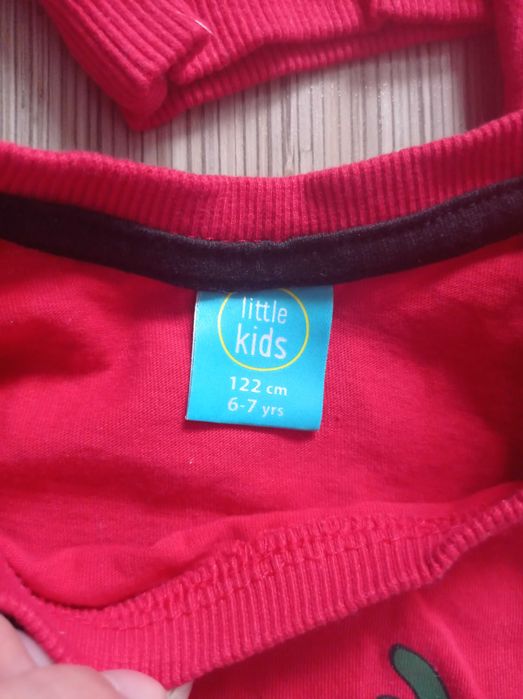 little
kids
122 cm
6-7 yrs